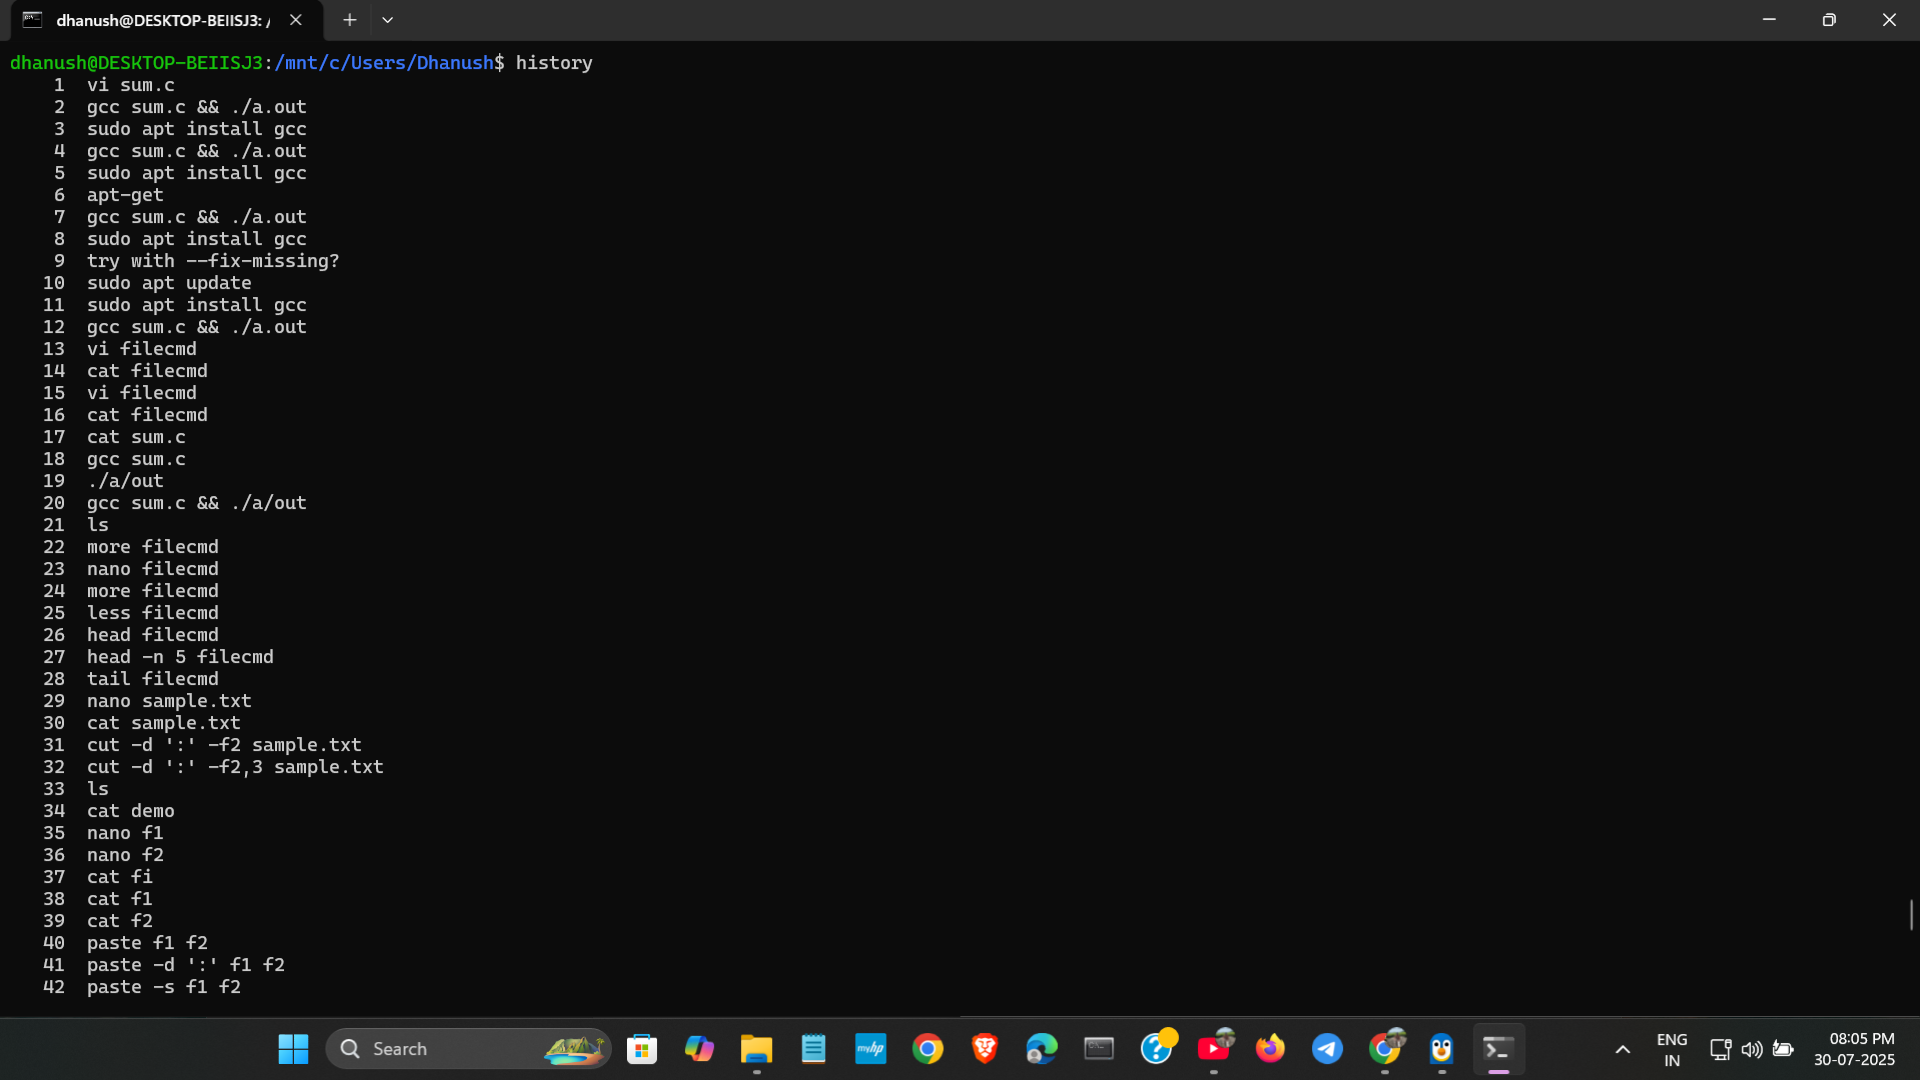 dhanush@DESKTOP-BEIISJ3: /
dhanush@DESKTOP-BEIISJ3:/mnt/c/Users/Dhanush$ history
1 vi sum.c
2 gcc sum.c && ./a.out
3 sudo apt install gcc
4 gcc sum.c && ./a.out
5 sudo apt install gcc
6 apt-get
7 gcc sum.c && ./a.out
8 sudo apt install gcc
9 try with --fix-missing?
10 sudo apt update
11 sudo apt install gcc
12 gcc sum.c && ./a.out
13 vi filecmd
14 cat filecmd
15 vi filecmd
16 cat filecmd
17 cat sum.c
18 gcc sum.c
19 ./a/out
20 gcc sum.c && ./a/out
21 ls
22 more filecmd
23 nano filecmd
24 more filecmd
25 less filecmd
26 head filecmd
27 head -n 5 filecmd
28 tail filecmd
29 nano sample.txt
30 cat sample.txt
31 cut -d ':' -f2 sample.txt
32 cut -d ':' -f2,3 sample.txt
33 ls
34 cat demo
35 nano f1
36 nano f2
37 cat fi
38 cat f1
39 cat f2
40 paste f1 f2
41 paste -d ':' f1 f2
42 paste -s f1 f2
Search
myhp
ENG
IN
08:05 PM
30-07-2025